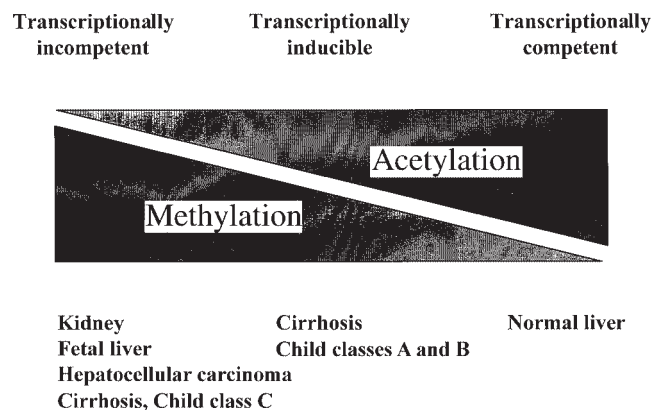 Transcriptionally incompetent
Transcriptionally inducible
Transcriptionally competent
Acetylation
Methylation
Kidney
Fetal liver
Hepatocellular carcinoma
Cirrhosis, Child class C
Cirrhosis
Child classes A and B
Normal liver